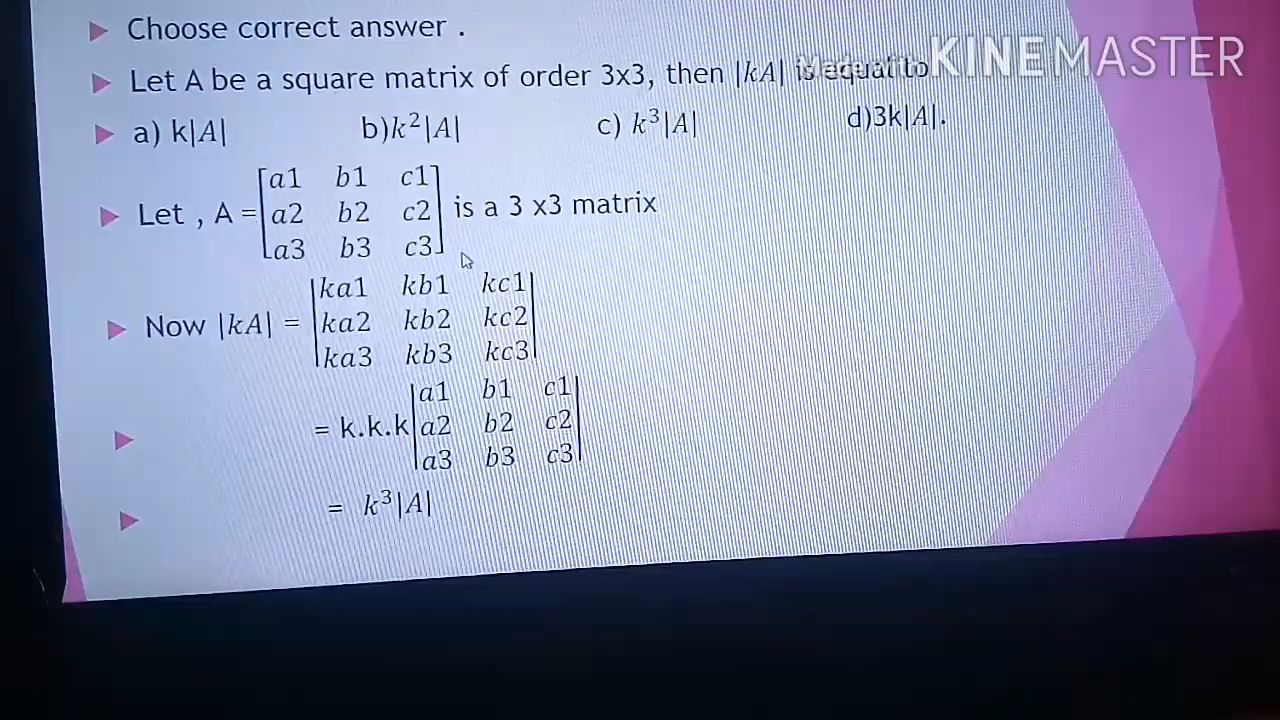 Choose correct answer .
Let A be a square matrix of order 3x3, then |kA| is equal to
KINEMASTER
a) k|A| b)k²|A| c) k³|A| d)3k|A|.
a1 b1 c1
Let , A = a2 b2 c2 is a 3 x3 matrix
a3 b3 c3
ka1 kb1 kc1
Now |kA| = ka2 kb2 kc2
ka3 kb3 kc3
a1 b1 c1
= k.k.k a2 b2 c2
a3 b3 c3
= k³|A|